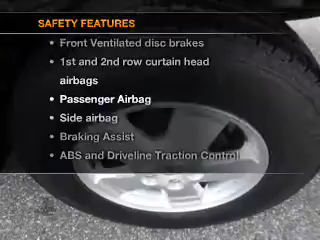 SAFETY FEATURES
• Front Ventilated disc brakes
• 1st and 2nd row curtain head
airbags
• Passenger Airbag
• Side airbag
• Braking Assist
• ABS and Driveline Traction Control